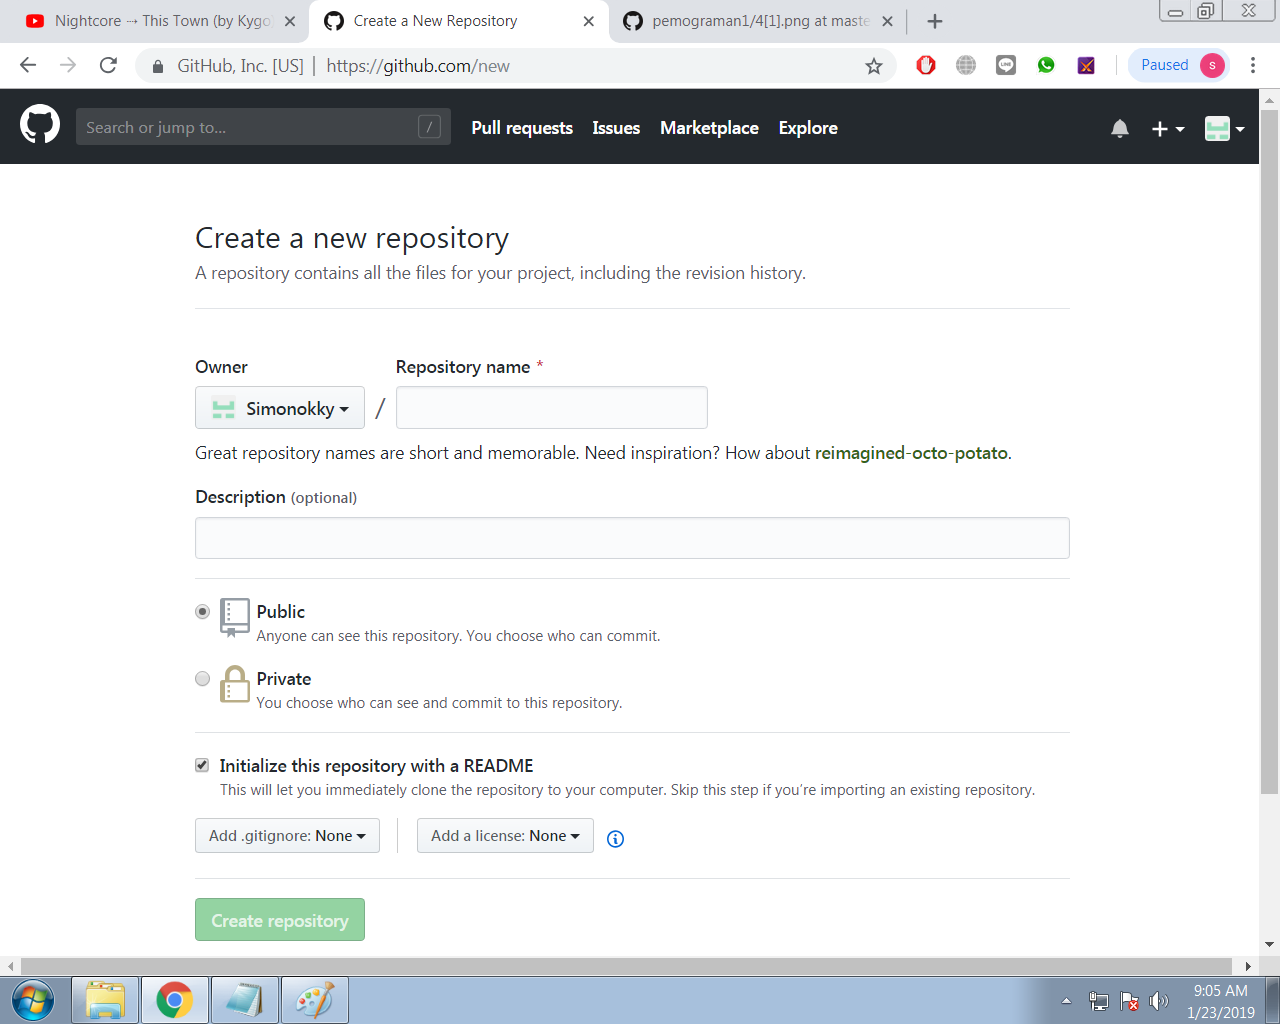 Nightcore ⇢ This Town (by Kygo
Create a New Repository
pemograman1/4[1].png at maste
GitHub, Inc. [US] | https://github.com/new
Paused
S
Search or jump to...
/
Pull requests
Issues
Marketplace
Explore
Create a new repository
A repository contains all the files for your project, including the revision history.
Owner
Repository name *
Simonokky
/
Great repository names are short and memorable. Need inspiration? How about reimagined-octo-potato.
Description (optional)
Public
Anyone can see this repository. You choose who can commit.
Private
You choose who can see and commit to this repository.
Initialize this repository with a README
This will let you immediately clone the repository to your computer. Skip this step if you're importing an existing repository.
Add .gitignore: None
Add a license: None
Create repository
9:05 AM
1/23/2019